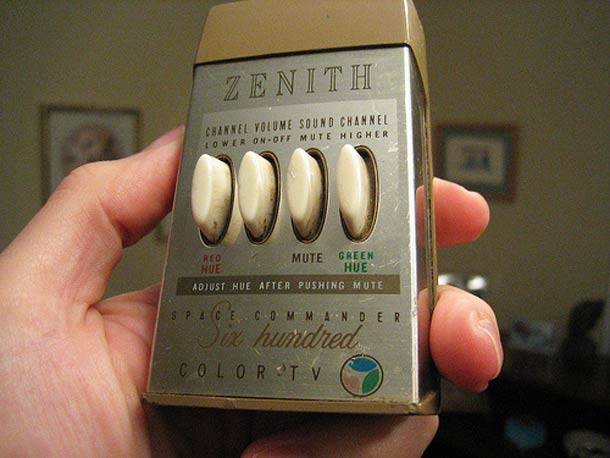 ZENITH
CHANNEL VOLUME SOUND CHANNEL
LOWER ON-OFF MUTE HIGHER
RED MUTE GREEN
HUE HUE
ADJUST HUE AFTER PUSHING MUTE
SPACE COMMANDER
Six hundred
COLOR TV